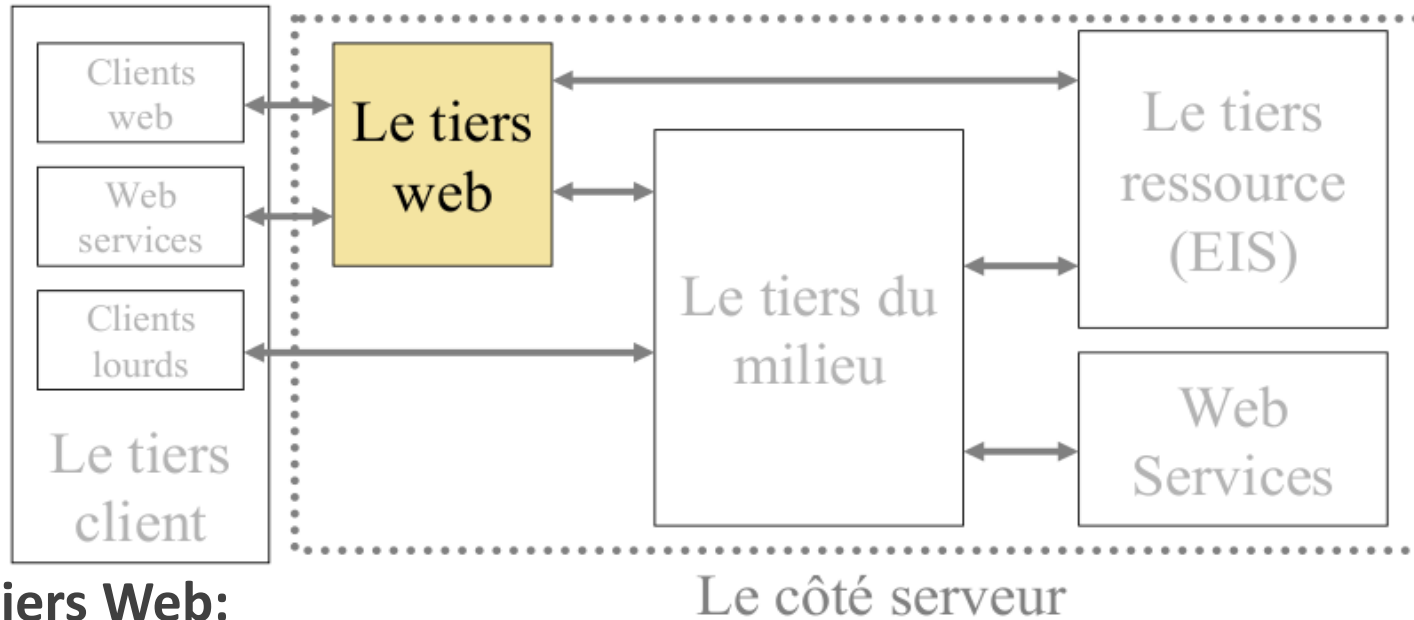 Clients
web
Web
services
Clients
lourds
Le tiers
client
Le tiers
web
Le tiers du
milieu
Le tiers
ressource
(EIS)
Web
Services
Le côté serveur
iers Web: